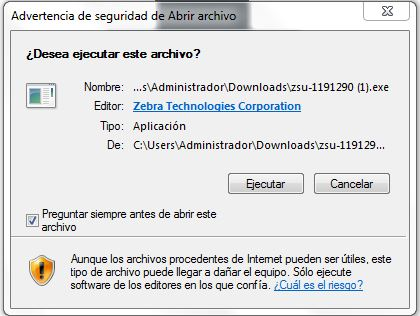 Advertencia de seguridad de Abrir archivo
¿Desea ejecutar este archivo?
Nombre: ...s\Administrador\Downloads\zsu-1191290 (1).exe
Editor: Zebra Technologies Corporation
Tipo: Aplicación
De: C:\Users\Administrador\Downloads\zsu-119129...
Ejecutar Cancelar
Preguntar siempre antes de abrir este
archivo
Aunque los archivos procedentes de Internet pueden ser útiles, este
tipo de archivo puede llegar a dañar el equipo. Sólo ejecute
software de los editores en los que confía. ¿Cuál es el riesgo?